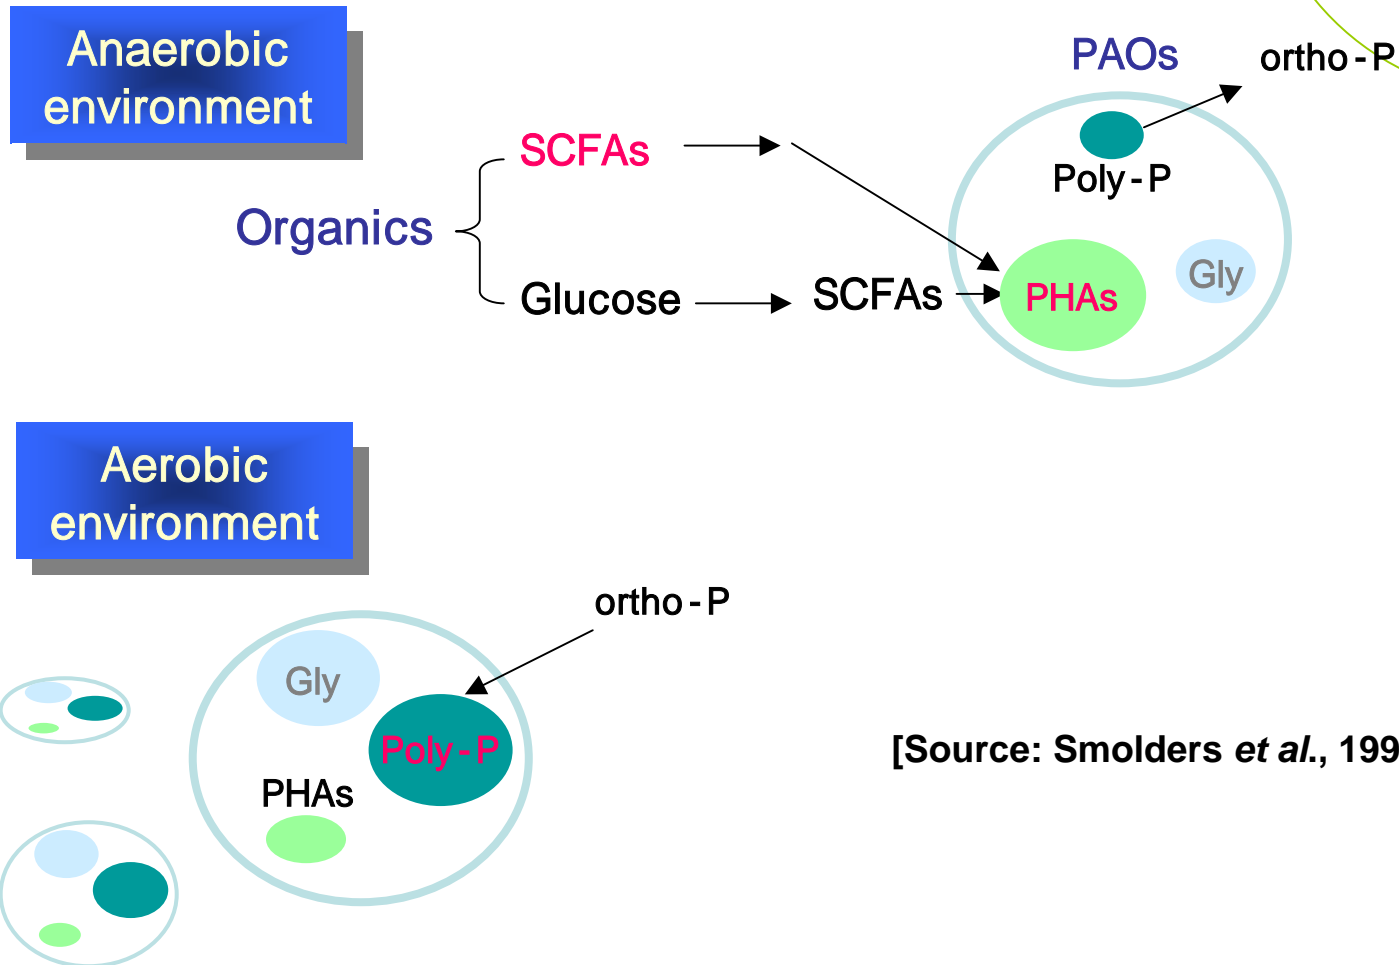 Anaerobic
environment
PAOs
ortho-P
SCFAs
Poly-P
Organics
Gly
Glucose
SCFAs
PHAs
Aerobic
environment
ortho-P
Gly
Poly-P
PHAs
[Source: Smolders et al., 199